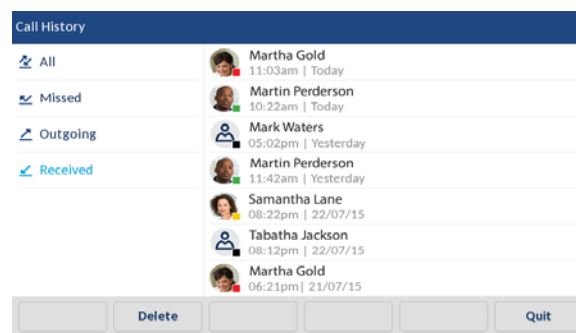 Call History
All
Missed
Outgoing
Received
Martha Gold
11:03am | Today
Martin Perderson
10:22am | Today
Mark Waters
05:02pm | Yesterday
Martin Perderson
11:42am | Yesterday
Samantha Lane
08:22pm | 22/07/15
Tabatha Jackson
08:12pm | 22/07/15
Martha Gold
06:21pm| 21/07/15
Delete
Quit